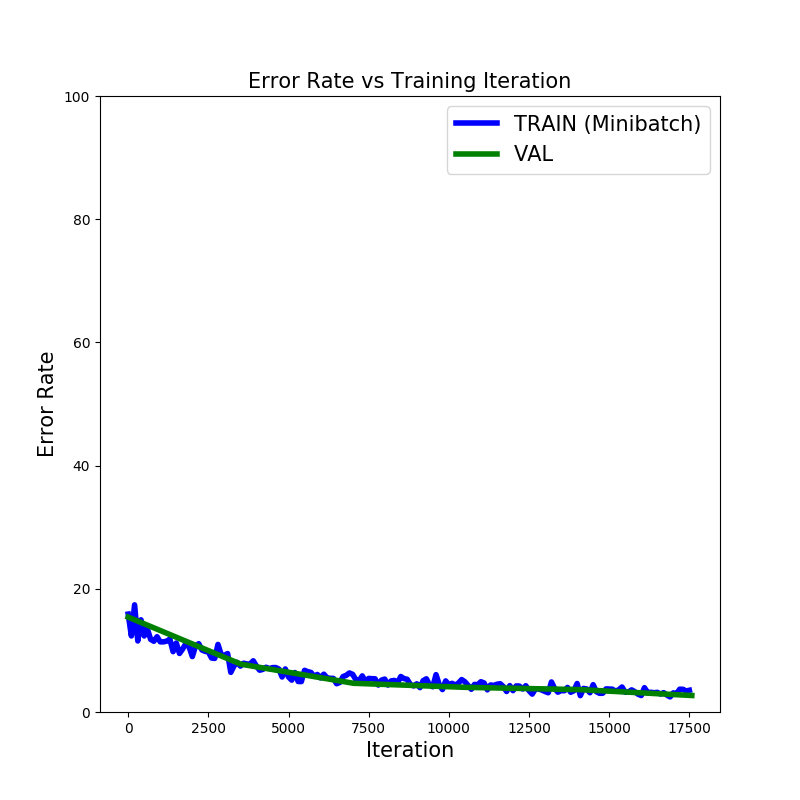 Error Rate vs Training Iteration
100
TRAIN (Minibatch)
VAL
80
60
Error Rate
40
20
0
0 2500 5000 7500 10000 12500 15000 17500
Iteration